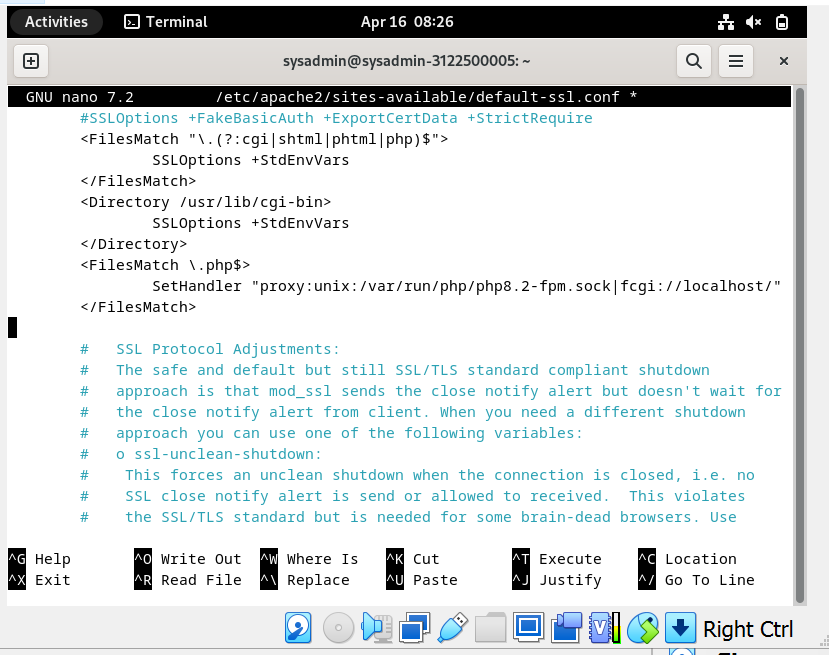 Activities Terminal Apr 16 08:26
sysadmin@sysadmin-3122500005: ~
GNU nano 7.2 /etc/apache2/sites-available/default-ssl.conf *
#SSLOptions +FakeBasicAuth +ExportCertData +StrictRequire
<FilesMatch "\.(?:cgi|shtml|phtml|php)$">
SSLOptions +StdEnvVars
</FilesMatch>
<Directory /usr/lib/cgi-bin>
SSLOptions +StdEnvVars
</Directory>
<FilesMatch \.php$>
SetHandler "proxy:unix:/var/run/php/php8.2-fpm.sock|fcgi://localhost/"
</FilesMatch>
# SSL Protocol Adjustments:
# The safe and default but still SSL/TLS standard compliant shutdown
# approach is that mod_ssl sends the close notify alert but doesn't wait for
# the close notify alert from client. When you need a different shutdown
# approach you can use one of the following variables:
# o ssl-unclean-shutdown:
# This forces an unclean shutdown when the connection is closed, i.e. no
# SSL close notify alert is send or allowed to received. This violates
# the SSL/TLS standard but is needed for some brain-dead browsers. Use
^G Help ^O Write Out ^W Where Is ^K Cut ^T Execute ^C Location
^X Exit ^R Read File ^\ Replace ^U Paste ^J Justify ^/ Go To Line
Right Ctrl